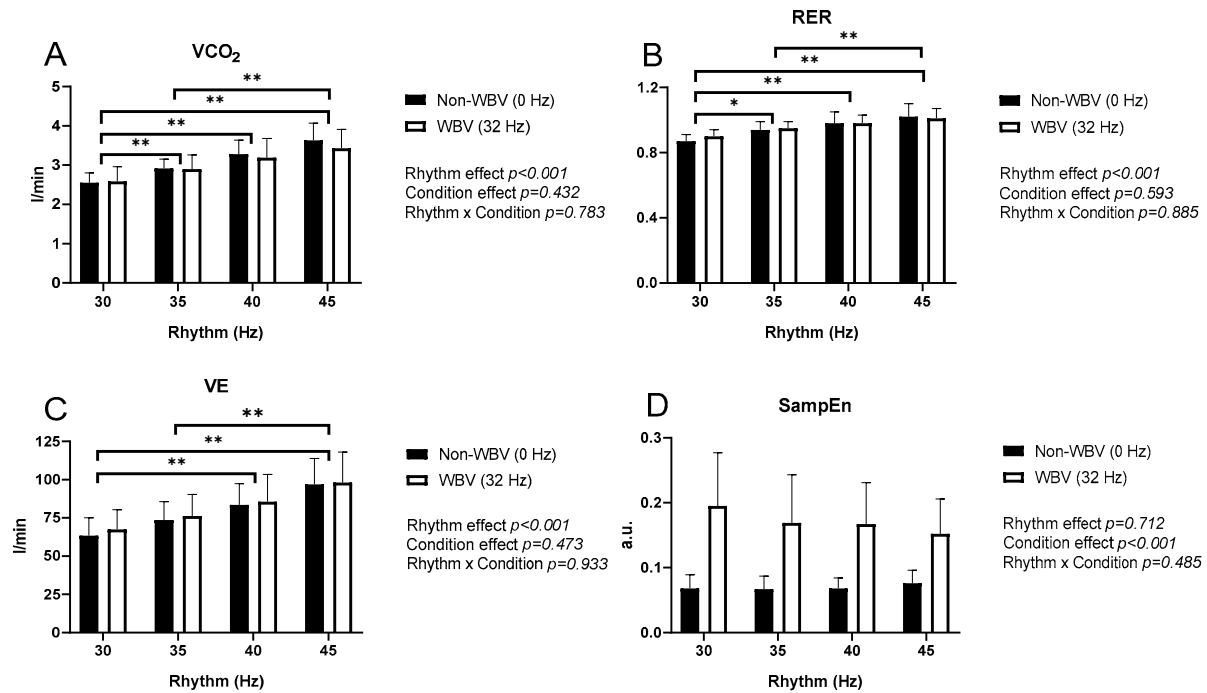 A
VCO₂
**
**
**
**
5
4
3
2
1
0
l/min
30 35 40 45
Rhythm (Hz)
Non-WBV (0 Hz)
WBV (32 Hz)
Rhythm effect p<0.001
Condition effect p=0.432
Rhythm x Condition p=0.783
B
RER
**
**
**
*
1.2
0.8
0.4
0.0
30 35 40 45
Rhythm (Hz)
Non-WBV (0 Hz)
WBV (32 Hz)
Rhythm effect p<0.001
Condition effect p=0.593
Rhythm x Condition p=0.885
C
VE
**
**
**
125
100
75
50
25
0
l/min
30 35 40 45
Rhythm (Hz)
Non-WBV (0 Hz)
WBV (32 Hz)
Rhythm effect p<0.001
Condition effect p=0.473
Rhythm x Condition p=0.933
D
SampEn
0.3
0.2
0.1
0.0
a.u.
30 35 40 45
Rhythm (Hz)
Non-WBV (0 Hz)
WBV (32 Hz)
Rhythm effect p=0.712
Condition effect p<0.001
Rhythm x Condition p=0.485